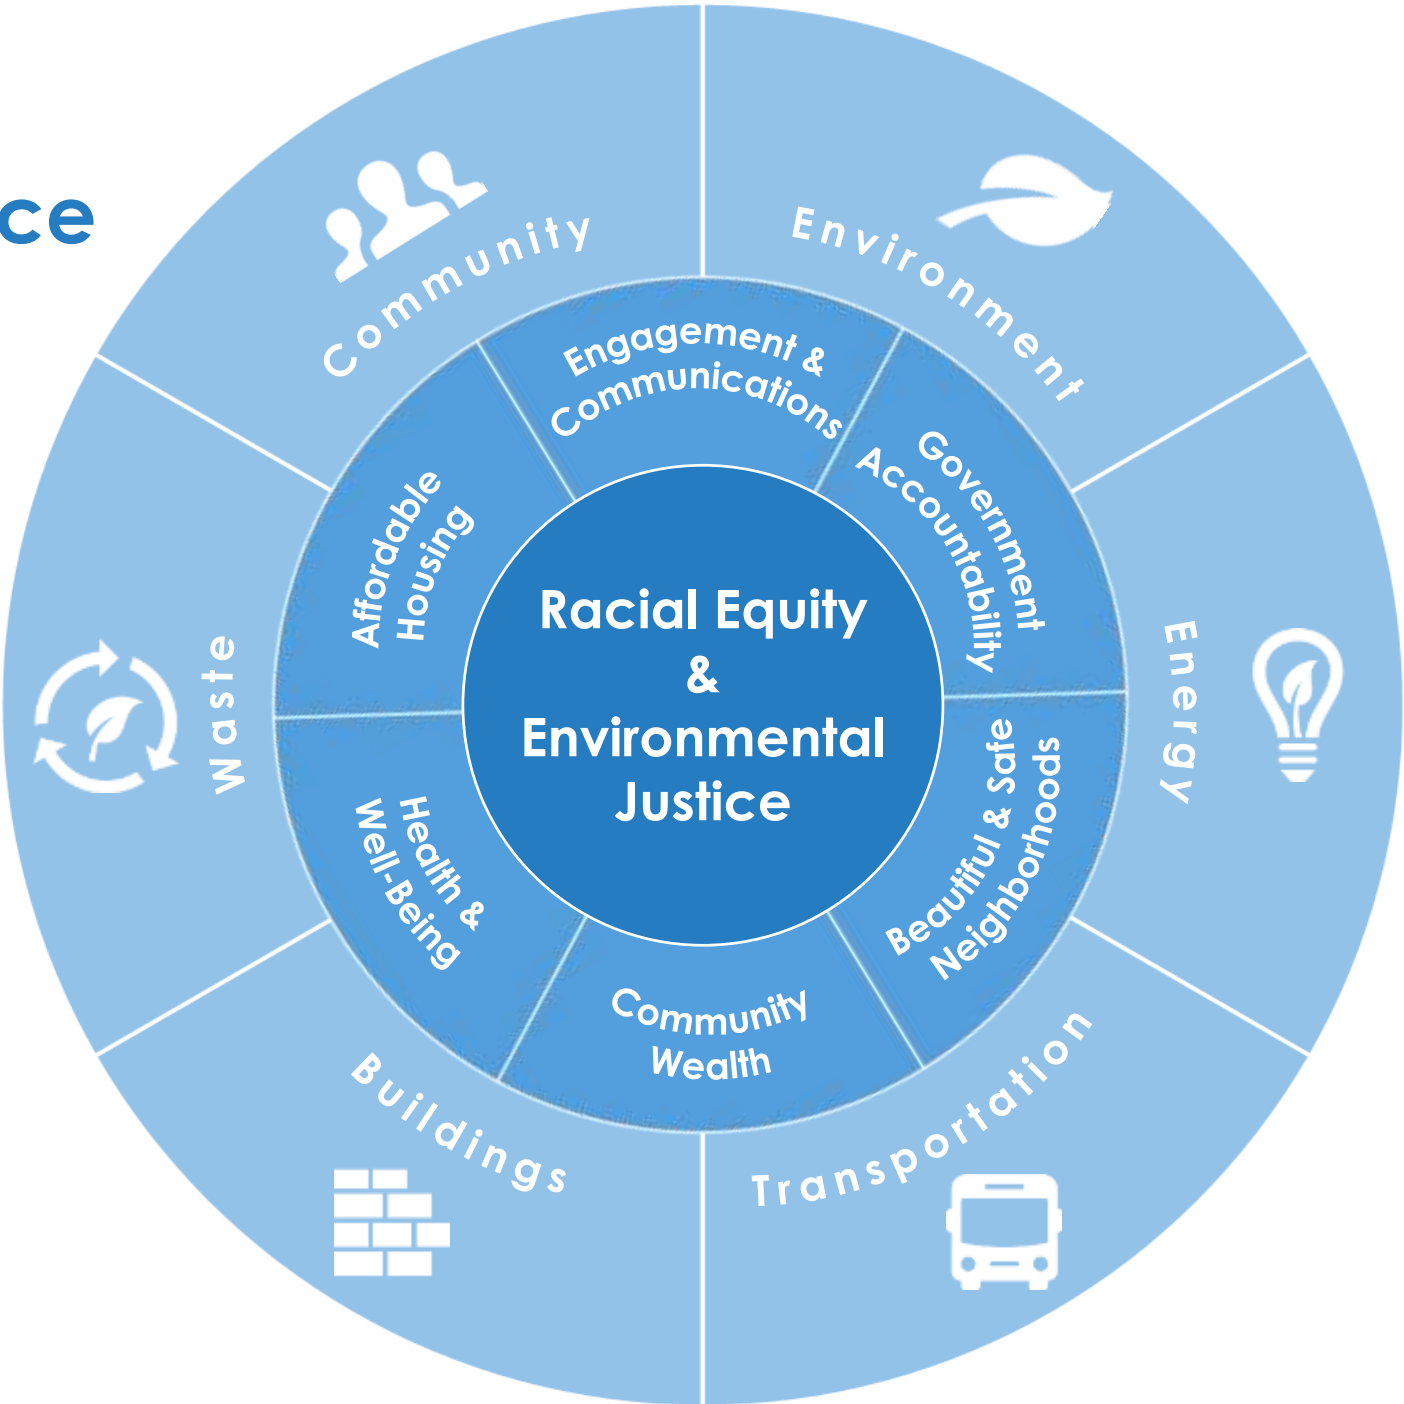 ce
Community
Environment
Energy
Transportation
Buildings
Waste
Engagement &
Communications
Government
Accountability
Beautiful & Safe
Neighborhoods
Community
Wealth
Health &
Well-Being
Affordable
Housing
Racial Equity
&
Environmental
Justice